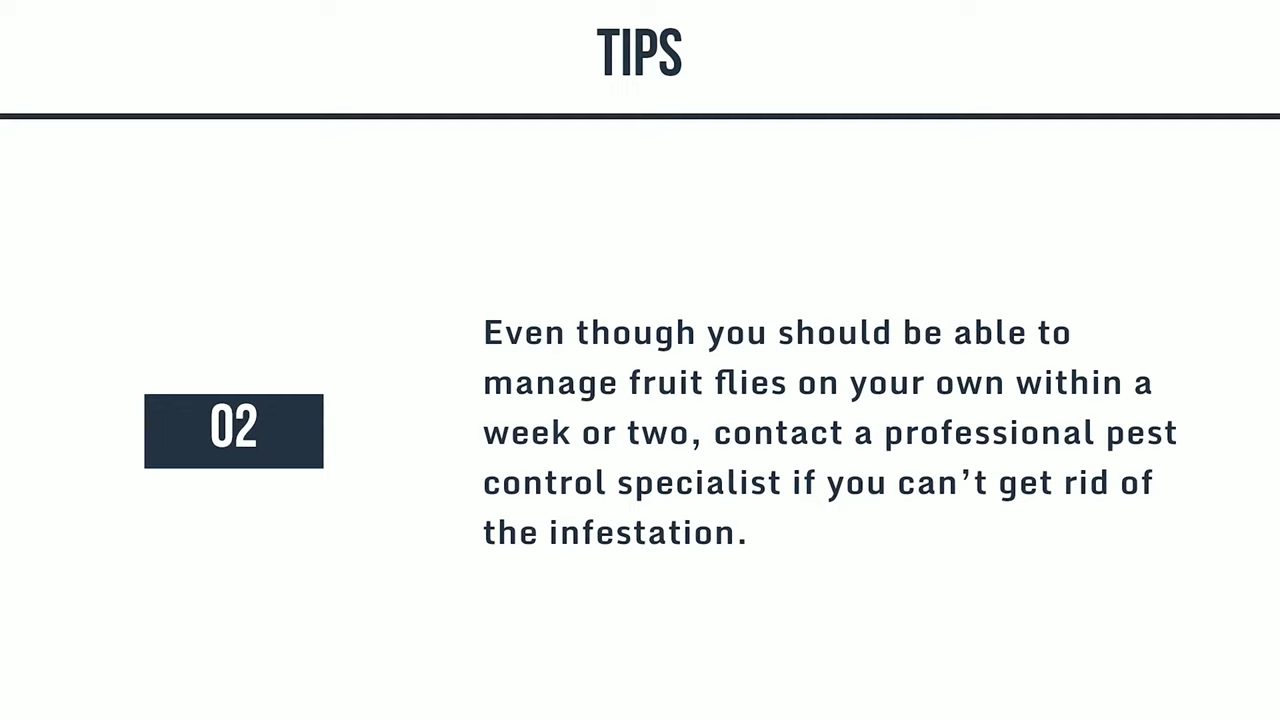 TIPS
02
Even though you should be able to
manage fruit flies on your own within a
week or two, contact a professional pest
control specialist if you can’t get rid of
the infestation.